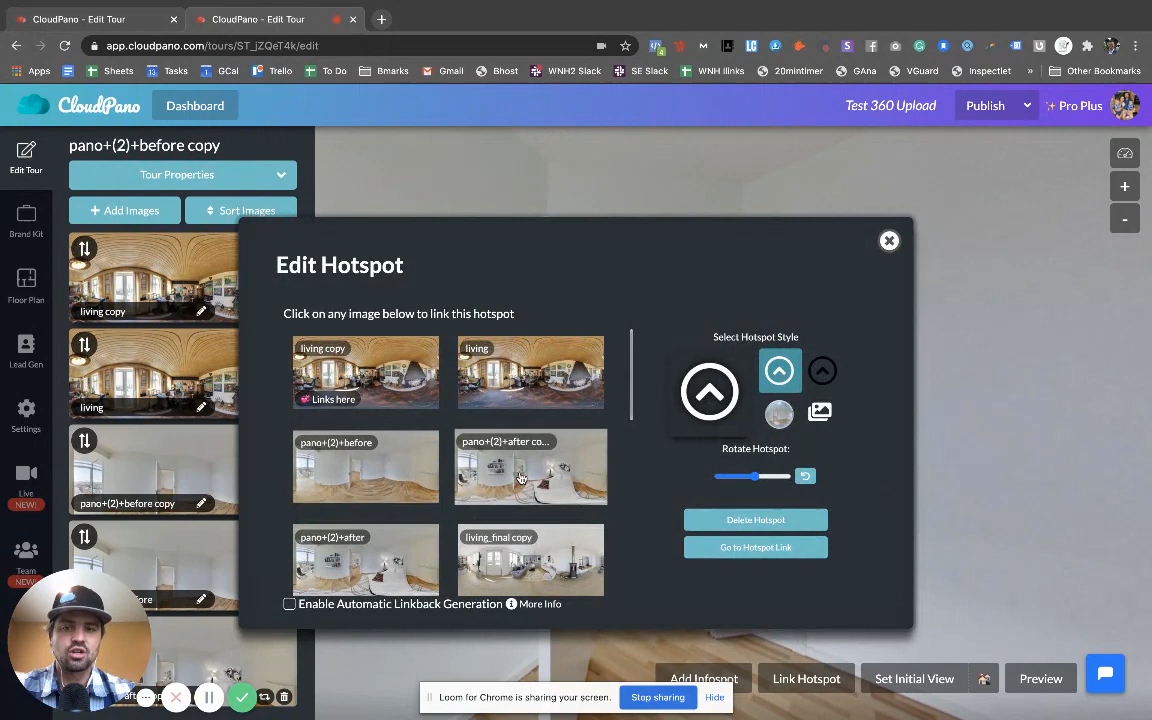 CloudPano - Edit Tour
CloudPano - Edit Tour
app.cloudpano.com/tours/ST_jZQeT4k/edit
Apps
Sheets
Tasks
GCal
Trello
To Do
Bmarks
Gmail
Bhost
WNH2 Slack
SE Slack
WNH Ilinks
20mintimer
GAna
VGuard
Inspectlet
»
Other Bookmarks
CloudPano
Dashboard
Test 360 Upload
Publish
Pro Plus
Edit Tour
Brand Kit
Floor Plan
Lead Gen
Settings
Live
NEW!
Team
NEW!
pano+(2)+before copy
Tour Properties
+ Add Images
Sort Images
living copy
living
pano+(2)+before copy
Edit Hotspot
Click on any image below to link this hotspot
living copy
Links here
living
pano+(2)+before
pano+(2)+after co...
pano+(2)+after
living_final copy
Enable Automatic Linkback Generation
More Info
Select Hotspot Style
Rotate Hotspot:
Delete Hotspot
Go to Hotspot Link
+
-
Add Infospot
Link Hotspot
Set Initial View
Preview
Loom for Chrome is sharing your screen.
Stop sharing
Hide